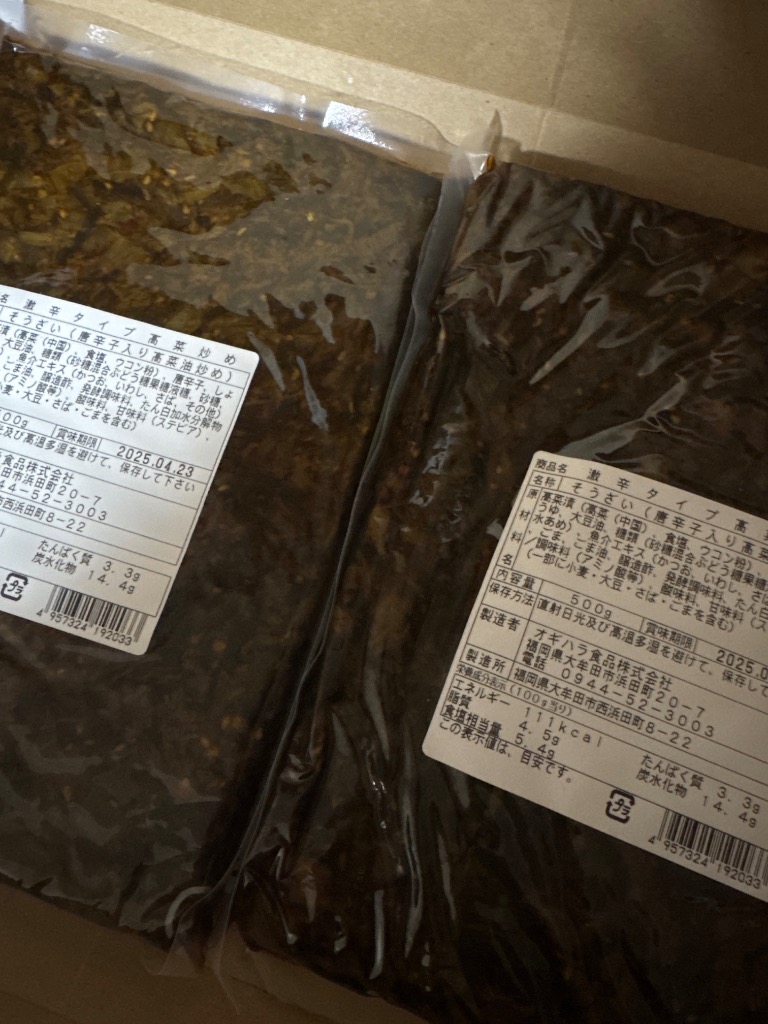 名 激辛タイプ高菜炒め
そうざい(唐辛子入り高菜油炒め)
漬(高菜(中国)、食塩、ウコン粉)、唐辛子、しょ
、大豆油、糖類(砂糖混合ぶどう糖果糖液糖、砂糖、
)、魚介エキス(かつお、いわし、さば、その他)
、ごま油、醸造酢、発酵調味料、たん白加水分解物
(アミノ酸等)、酸味料、甘味料(ステビア)、
小麦・大豆・さば・ごまを含む)
00g 賞味期限 2025.04.23
光及び高温多湿を避けて、保存して下さい
食品株式会社
田市浜田町20-7
944-52-3003
市西浜田町8-22
たんぱく質 3.3g
炭水化物 14.4g
プラ
4 957324 192033
商品名 激辛タイプ高菜
名称 そうざい(唐辛子入り高菜
原材料名 高菜漬(高菜(中国)、食塩、ウコン粉)、
うゆ、大豆油、糖類(砂糖混合ぶどう糖果糖
水あめ)、魚介エキス(かつお、いわし、さば
、ごま、ごま油、醸造酢、発酵調味料、たん白
、調味料(アミノ酸等)、酸味料、甘味料(ス
(一部に小麦・大豆・さば・ごまを含む)
内容量 500g 賞味期限 2025.0
保存方法 直射日光及び高温多湿を避けて、保存して
製造者 オギハラ食品株式会社
福岡県大牟田市浜田町20-7
電話 0944-52-3003
製造所 福岡県大牟田市西浜田町8-22
栄養成分表示(100g当り)
エネルギー 111kcal たんぱく質 3.3g
脂質 4.5g 炭水化物 14.4g
食塩相当量 5.4g
この表示値は、目安です。
プラ
4 957324 192033